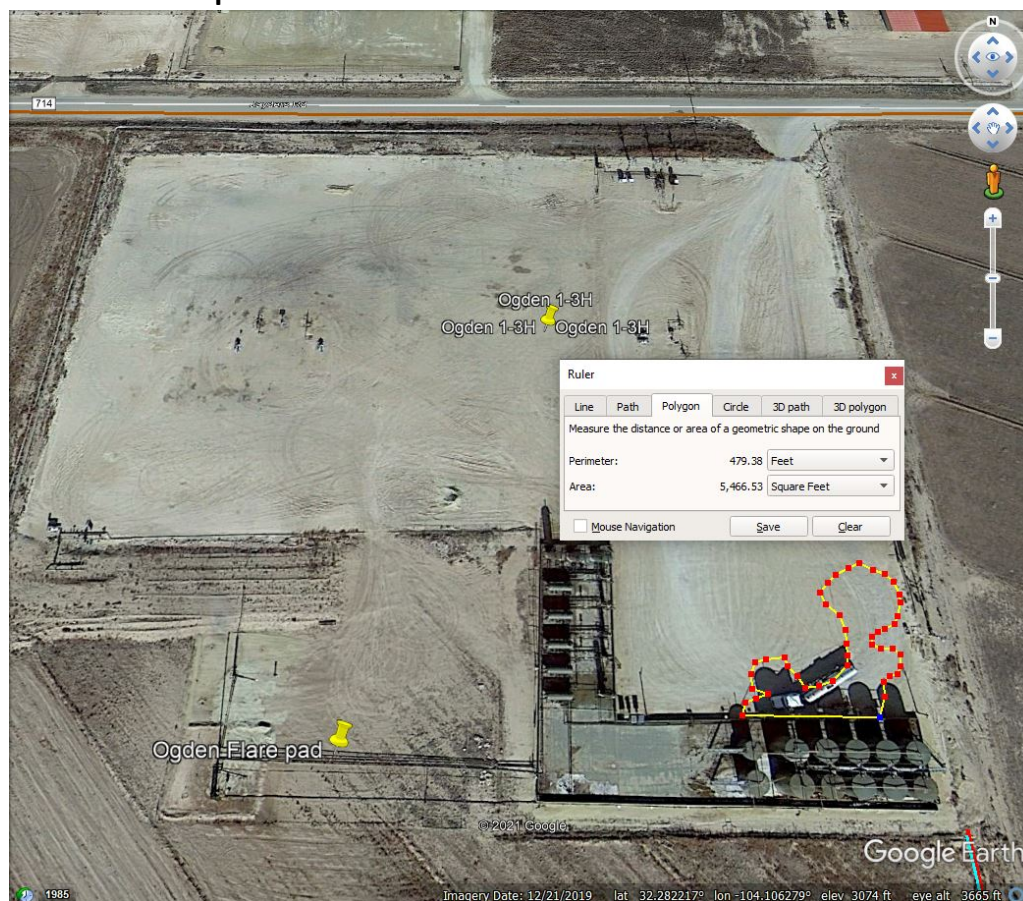 N
714
Ogden 1-3H
Ogden 1-3H Ogden 1-3H
Ruler
x
Line Path Polygon Circle 3D path 3D polygon
Measure the distance or area of a geometric shape on the ground
Perimeter: 479.38 Feet
Area: 5,466.53 Square Feet
Mouse Navigation Save Clear
Ogden Flare pad
© 2021 Google
Google Earth
1985 Imagery Date: 12/21/2019 lat 32.282217° lon -104.106279° elev 3074 ft eye alt 3665 ft